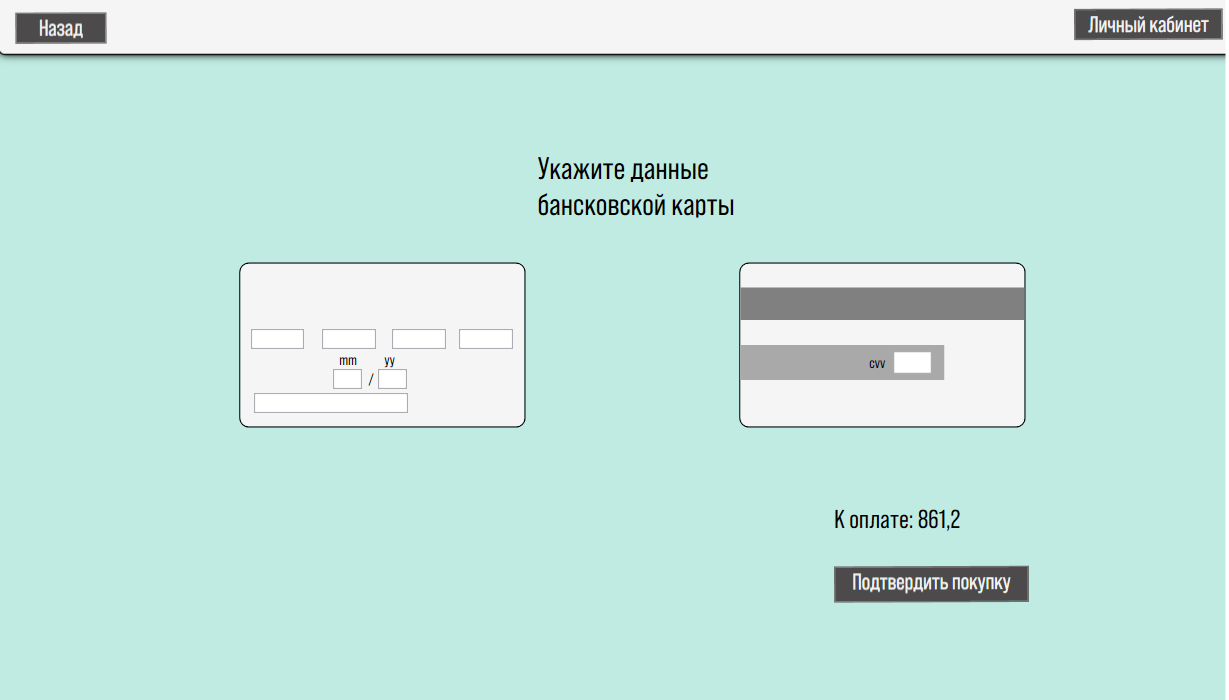 Назад
Личный кабинет
Укажите данные
бансковской карты
mm
yy
/
cvv
К оплате: 861,2
Подтвердить покупку